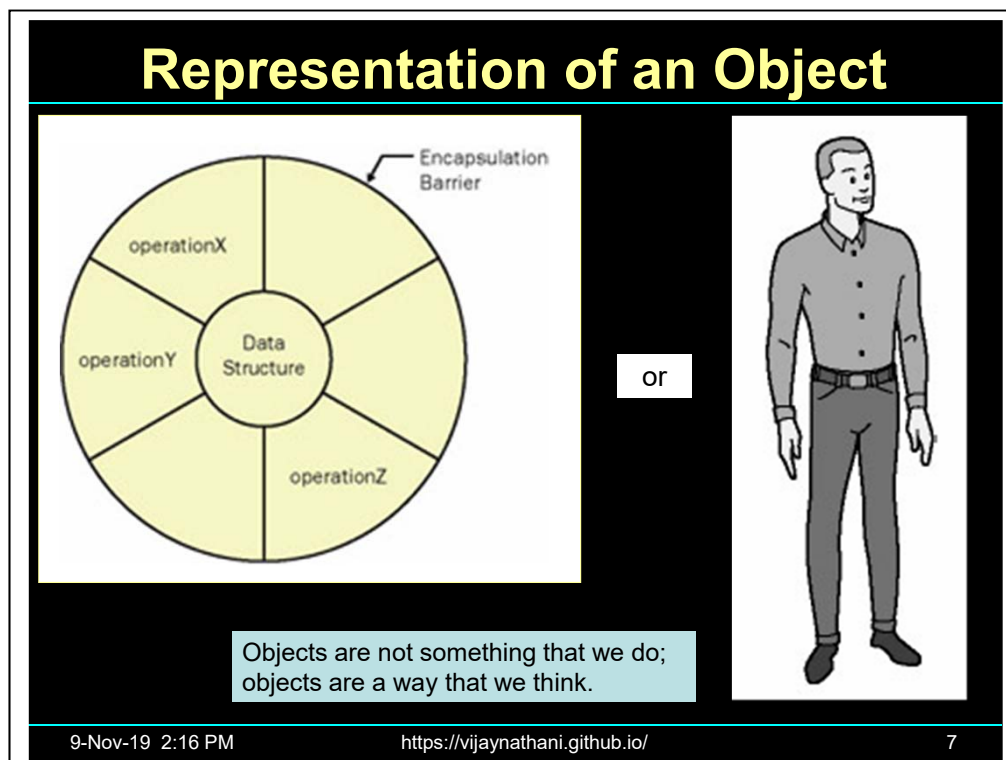 Representation of an Object
Encapsulation
Barrier
operationX
Data
Structure
operationY
operationZ
or
Objects are not something that we do;
objects are a way that we think.
9-Nov-19 2:16 PM
https://vijaynathani.github.io/
7